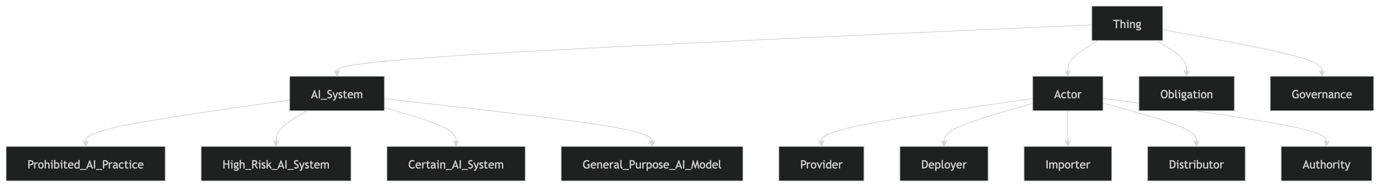 Thing
AI_System
Actor
Obligation
Governance
Prohibited_AI_Practice
High_Risk_AI_System
Certain_AI_System
General_Purpose_AI_Model
Provider
Deployer
Importer
Distributor
Authority